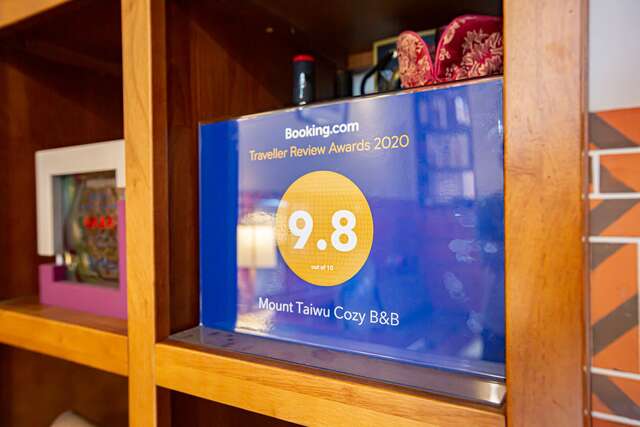 Booking.com
Traveller Review Awards 2020
9.8
out of 10
Mount Taiwu Cozy B&B